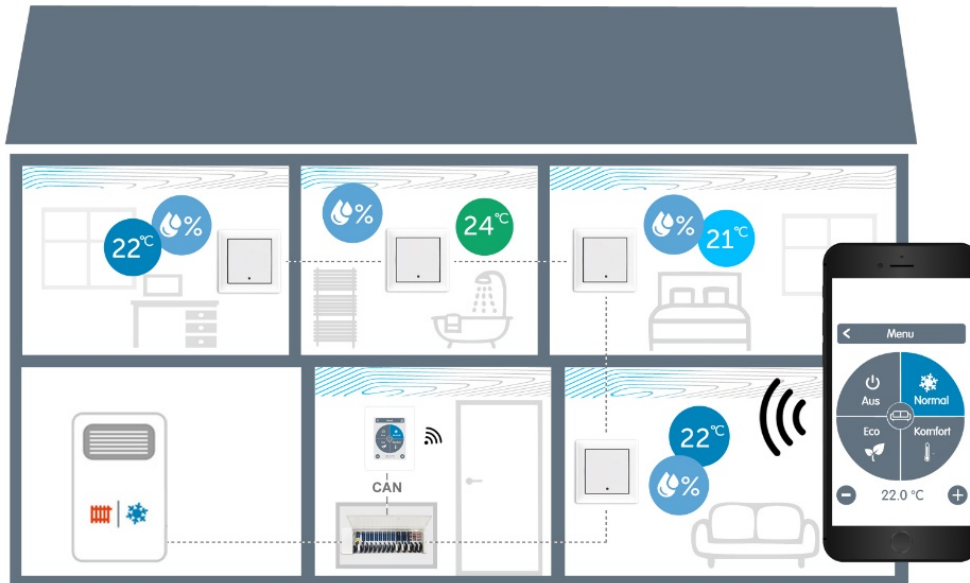 22°C
%
%
24°C
%
21°C
Menu
Aus
Normal
Eco
Komfort
22.0 °C
CAN
22°C
%